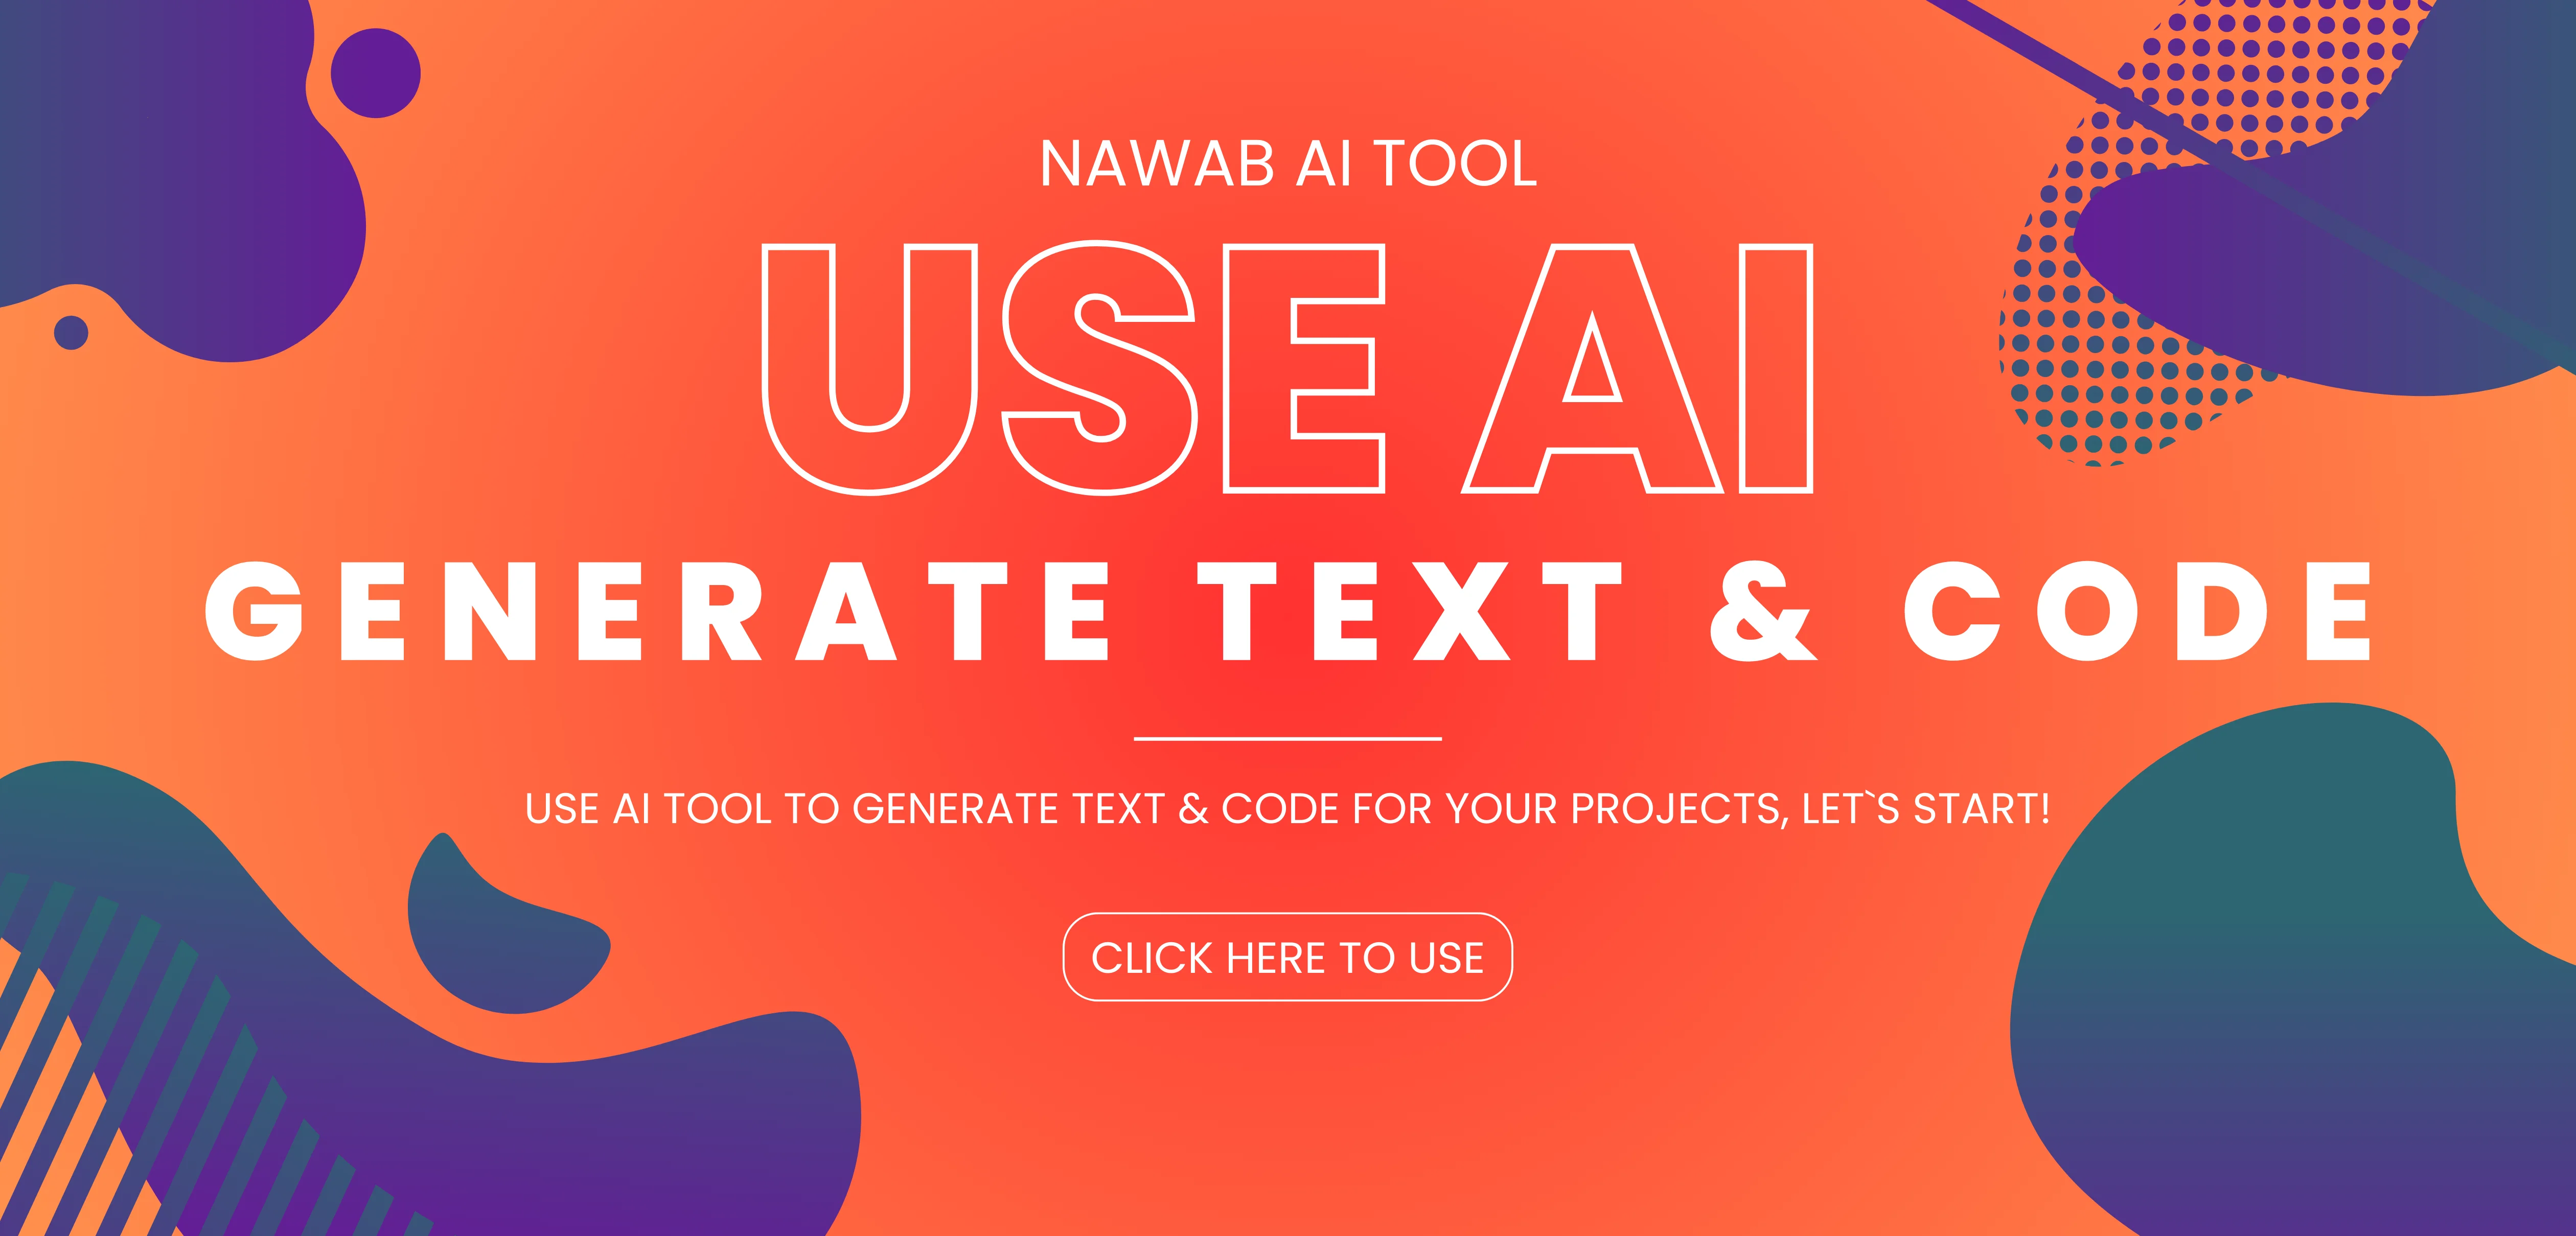 NAWAB AI TOOL
USE AI
GENERATE TEXT & CODE
USE AI TOOL TO GENERATE TEXT & CODE FOR YOUR PROJECTS, LET`S START!
CLICK HERE TO USE